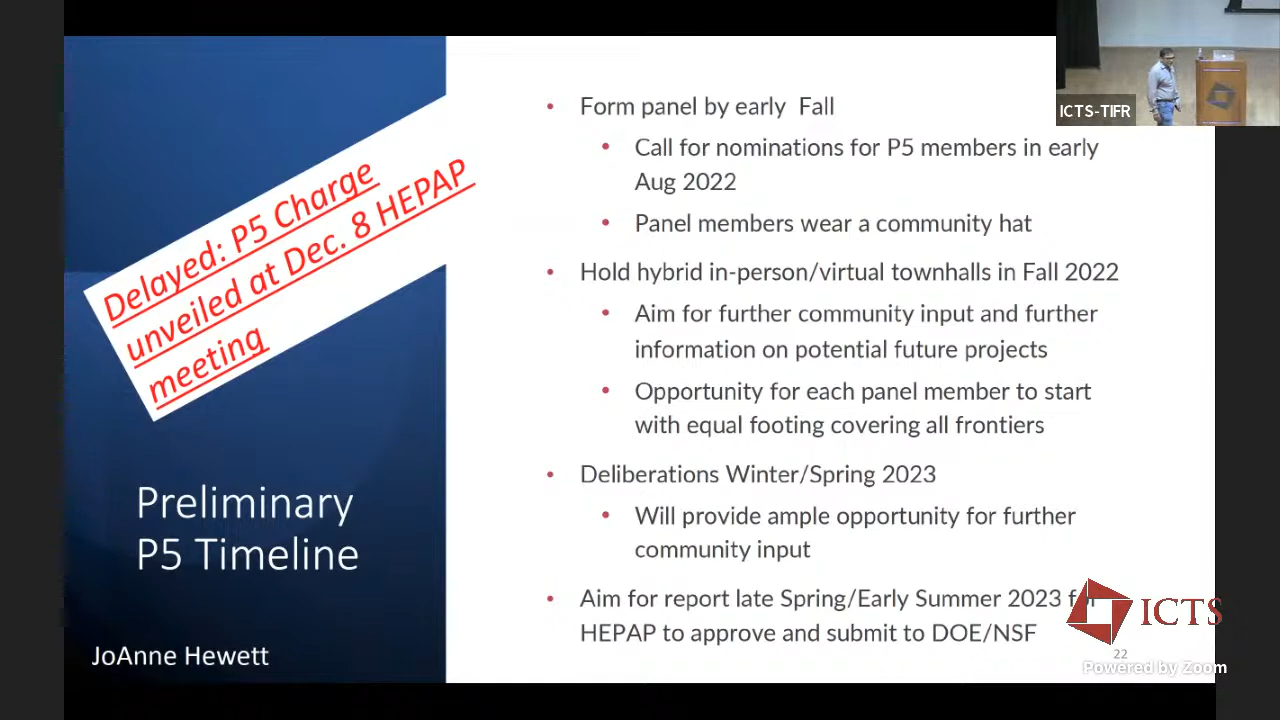 ICTS-TIFR
Delayed: P5 Charge
unveiled at Dec. 8 HEPAP
meeting
Preliminary
P5 Timeline
JoAnne Hewett
• Form panel by early Fall
• Call for nominations for P5 members in early
Aug 2022
• Panel members wear a community hat
• Hold hybrid in-person/virtual townhalls in Fall 2022
• Aim for further community input and further
information on potential future projects
• Opportunity for each panel member to start
with equal footing covering all frontiers
• Deliberations Winter/Spring 2023
• Will provide ample opportunity for further
community input
• Aim for report late Spring/Early Summer 2023 for
HEPAP to approve and submit to DOE/NSF
ICTS
22
Powered by Zoom